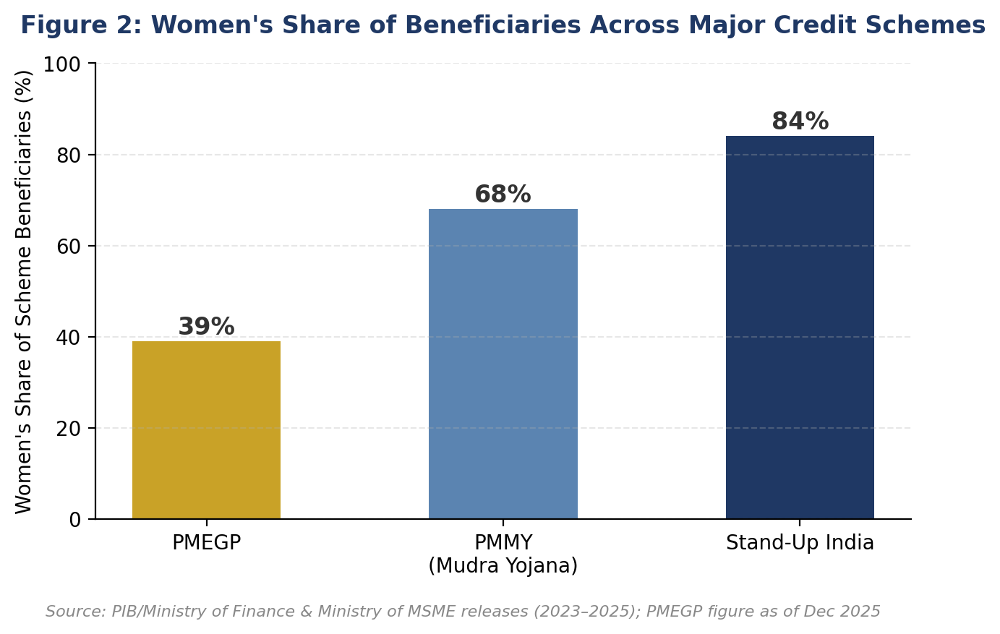 Figure 2: Women's Share of Beneficiaries Across Major Credit Schemes
Women's Share of Scheme Beneficiaries (%)
100
80
60
40
20
0
39%
68%
84%
PMEGP
PMMY
(Mudra Yojana)
Stand-Up India
Source: PIB/Ministry of Finance & Ministry of MSME releases (2023–2025); PMEGP figure as of Dec 2025